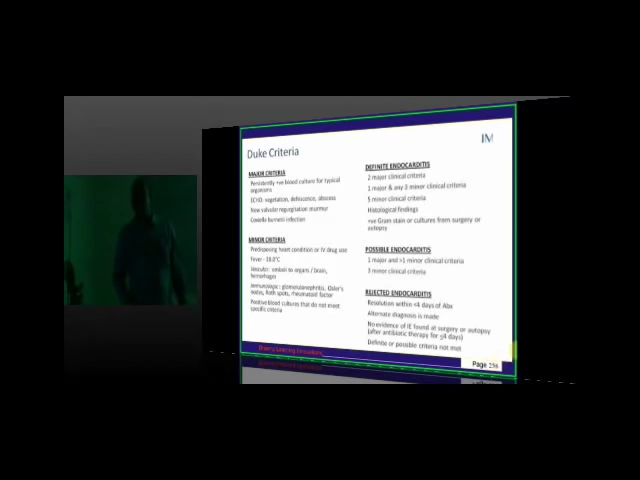 IM
Duke Criteria
MAJOR CRITERIA
Persistently +ve blood culture for typical
organisms
ECHO: vegetation, dehiscence, abscess
New valvular regurgitation murmur
Coxiella burnetii infection
MINOR CRITERIA
Predisposing heart condition or IV drug use
Fever - 38.0°C
Vascular: emboli to organs / brain,
hemorrhages
Immunologic: glomerulonephritis, Osler's
nodes, Roth spots, rheumatoid factor
Positive blood cultures that do not meet
specific criteria
DEFINITE ENDOCARDITIS
2 major clinical criteria
1 major & any 3 minor clinical criteria
5 minor clinical criteria
Histological findings
+ve Gram stain or cultures from surgery or
autopsy
POSSIBLE ENDOCARDITIS
1 major and >1 minor clinical criteria
3 minor clinical criteria
REJECTED ENDOCARDITIS
Resolution within <4 days of Abx
Alternate diagnosis is made
No evidence of IE found at surgery or autopsy
(after antibiotic therapy for ≤4 days)
Definite or possible criteria not met
Page 256